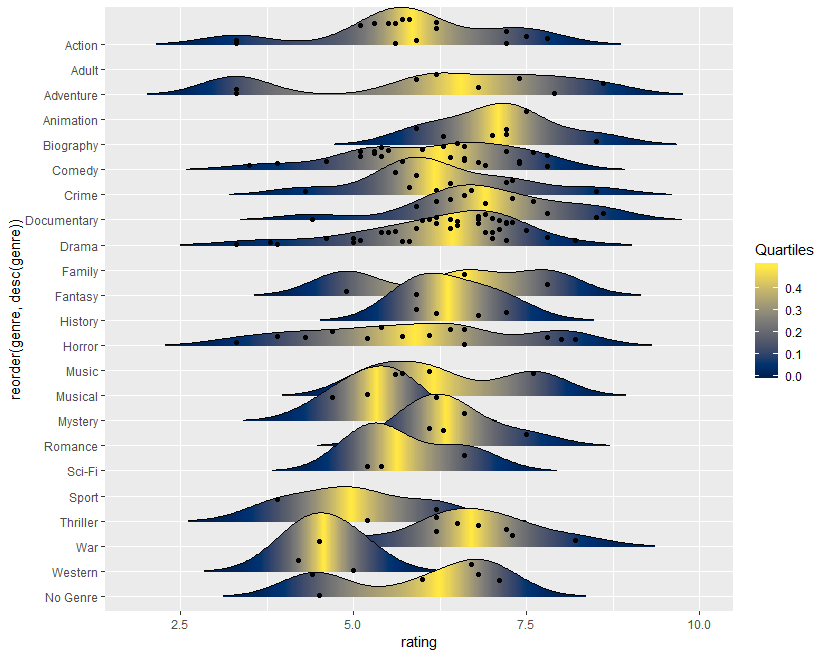 Action
Adult
Adventure
Animation
Biography
Comedy
Crime
Documentary
Drama
Family
Fantasy
History
Horror
Music
Musical
Mystery
Romance
Sci-Fi
Sport
Thriller
War
Western
No Genre
reorder(genre, desc(genre))
2.5
5.0
7.5
10.0
rating
Quartiles
0.4
0.3
0.2
0.1
0.0